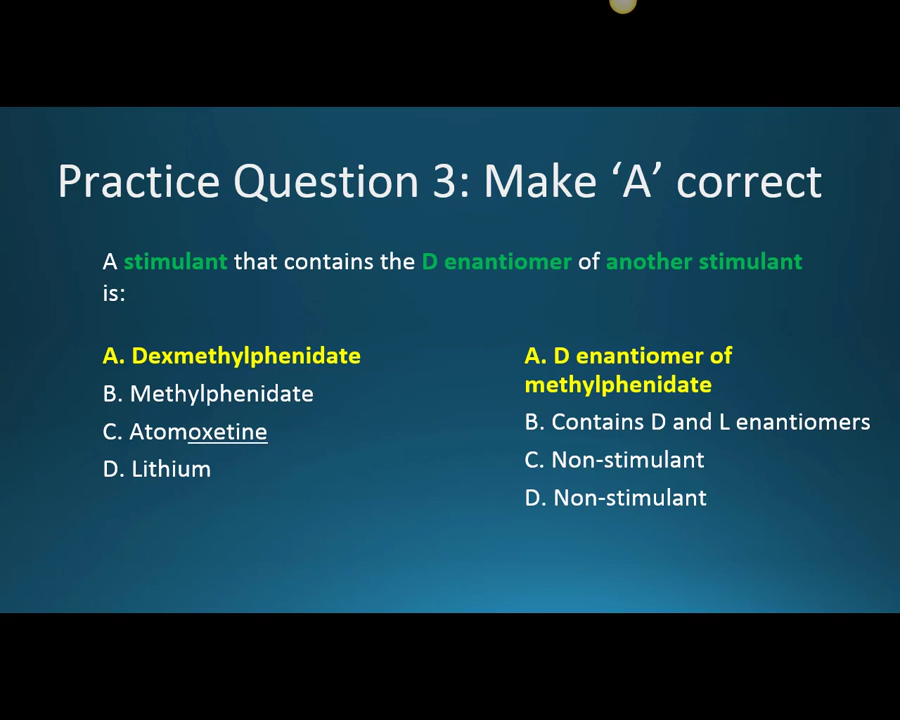 Practice Question 3: Make ‘A’ correct
A stimulant that contains the D enantiomer of another stimulant
is:
A. Dexmethylphenidate
B. Methylphenidate
C. Atomoxetine
D. Lithium
A. D enantiomer of
methylphenidate
B. Contains D and L enantiomers
C. Non-stimulant
D. Non-stimulant